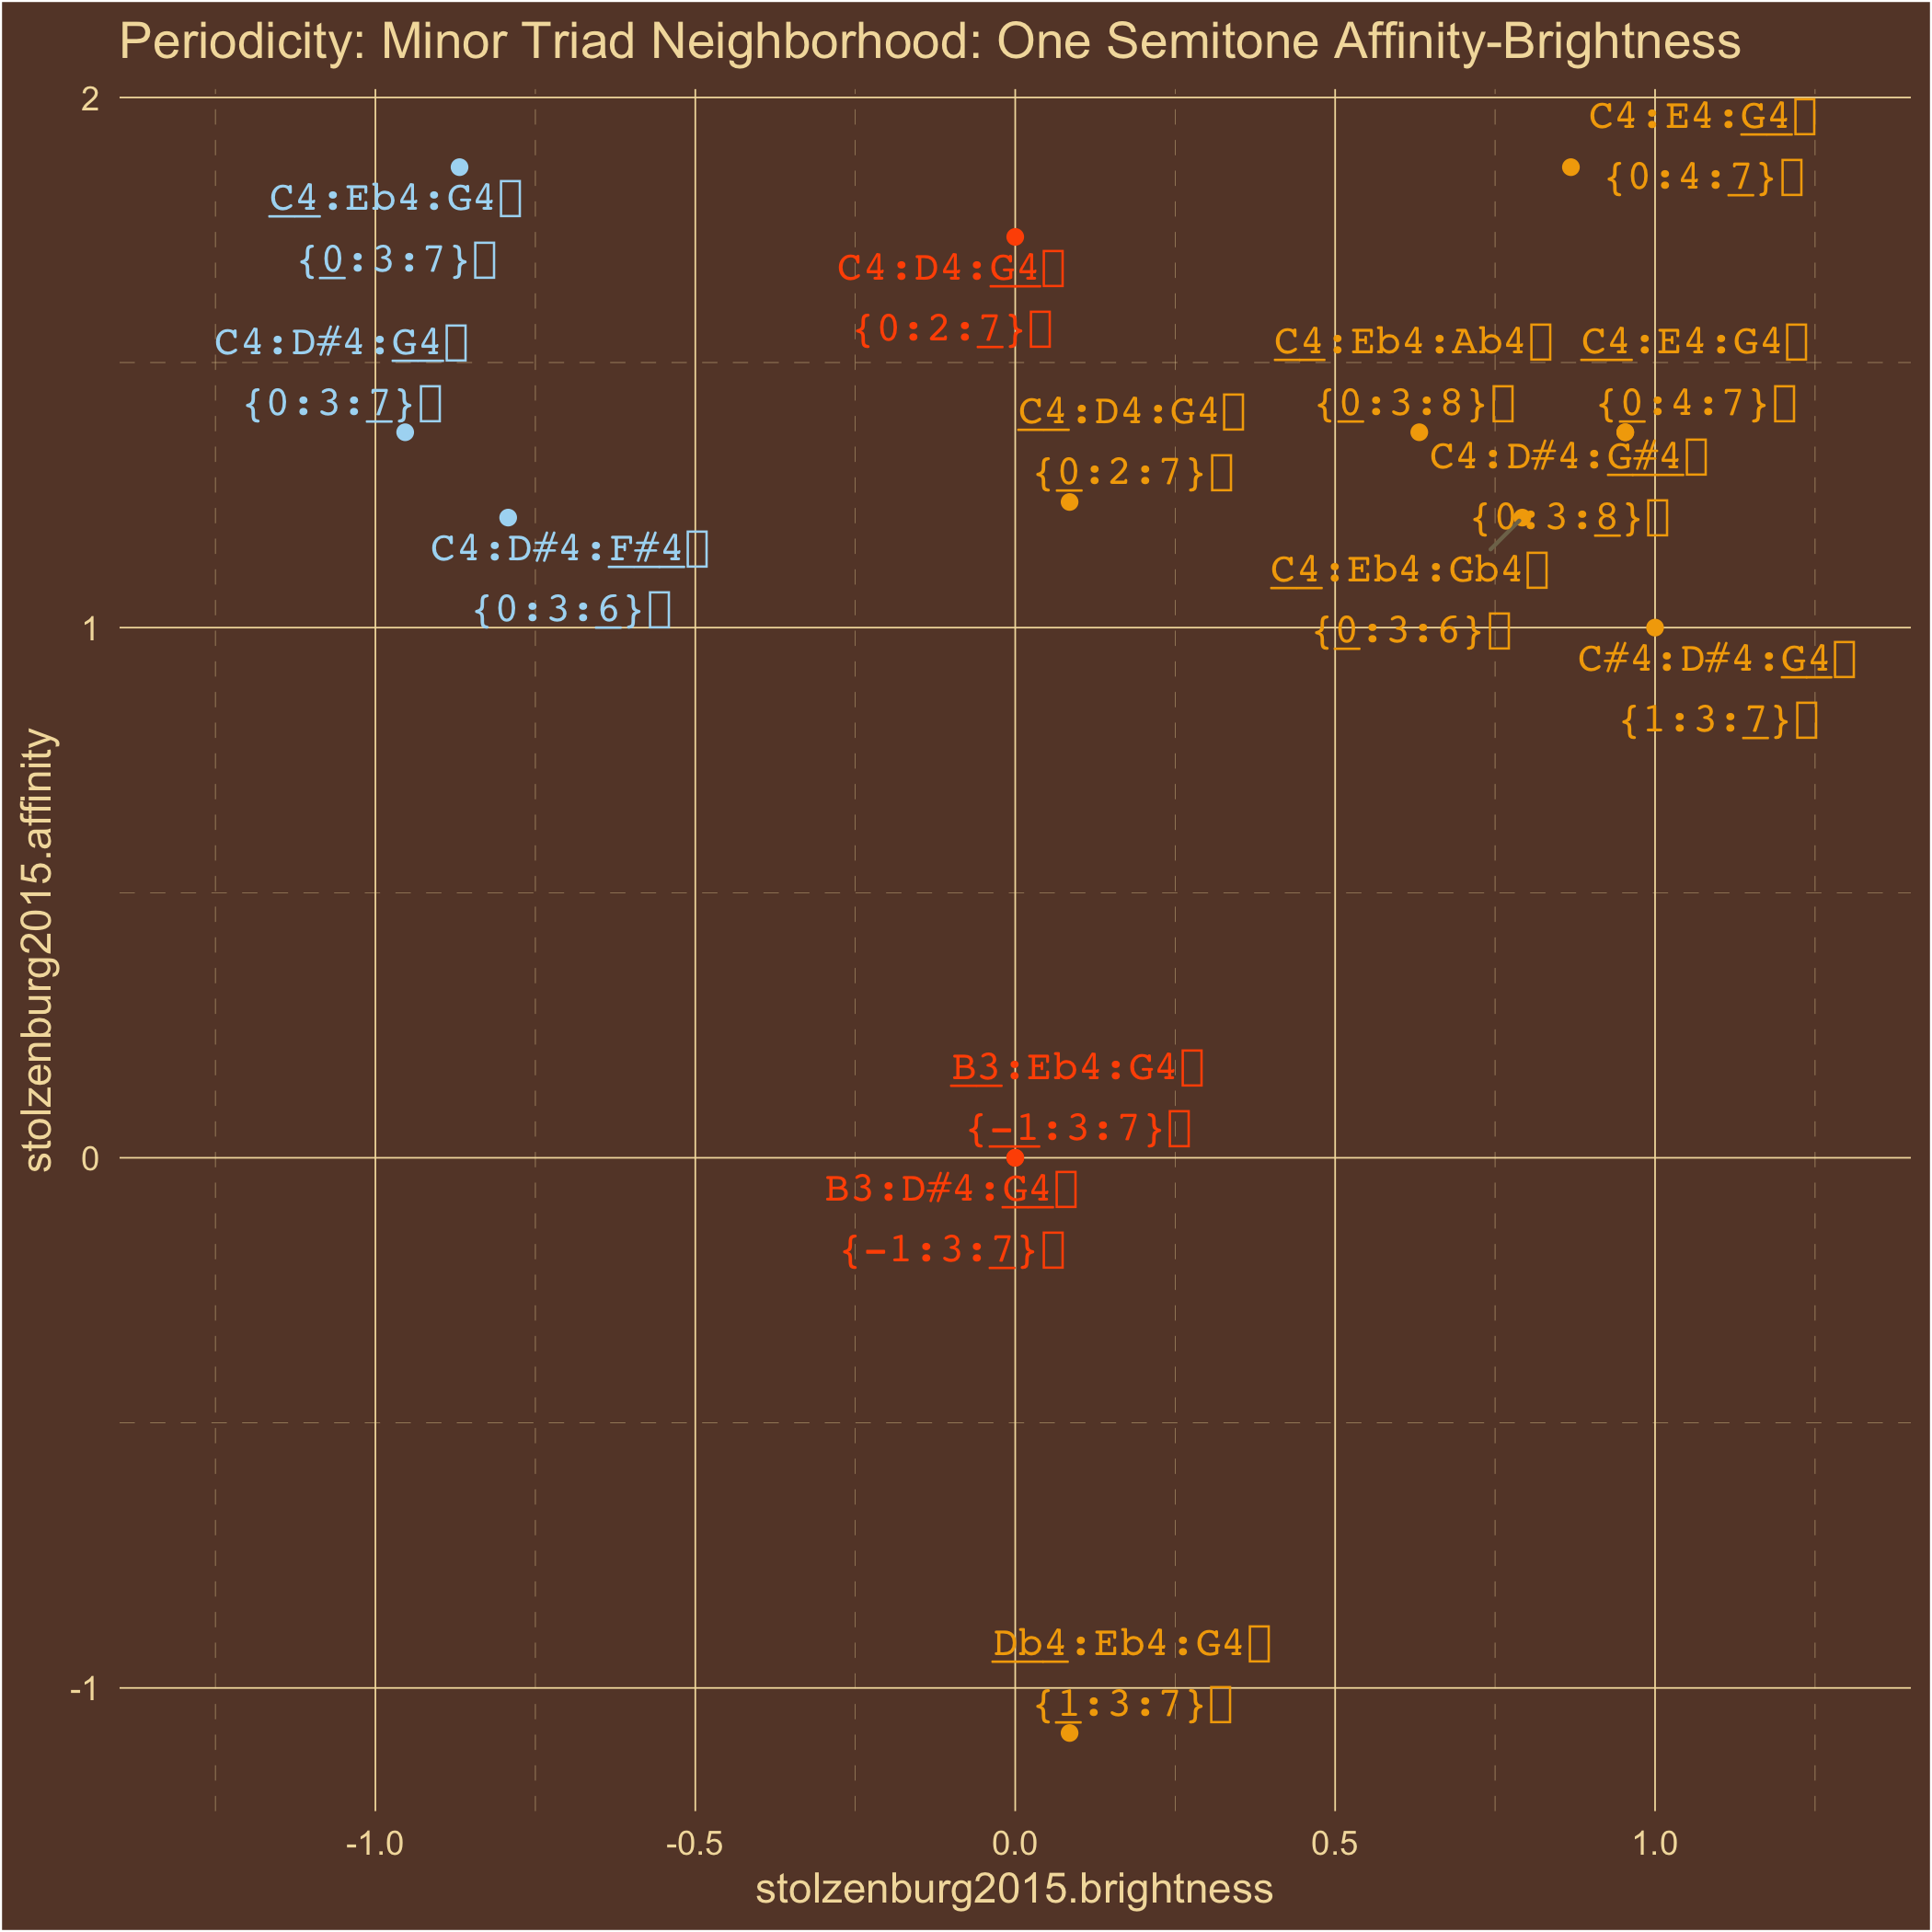 Periodicity: Minor Triad Neighborhood: One Semitone Affinity-Brightness
2
C4:E4:G4
{0:4:7}
C4:Eb4:G4
{0:3:7}
C4:D4:G4
{0:2:7}
C4:D#4:G4
{0:3:7}
C4:Eb4:Ab4
{0:3:8}
C4:E4:G4
{0:4:7}
C4:D4:G4
{0:2:7}
C4:D#4:G#4
{0:3:8}
C4:D#4:F#4
{0:3:6}
C4:Eb4:Gb4
{0:3:6}
1
C#4:D#4:G4
{1:3:7}
stolzenburg2015.affinity
B3:Eb4:G4
{-1:3:7}
0
B3:D#4:G4
{-1:3:7}
Db4:Eb4:G4
{1:3:7}
-1
-1.0 -0.5 0.0 0.5 1.0
stolzenburg2015.brightness